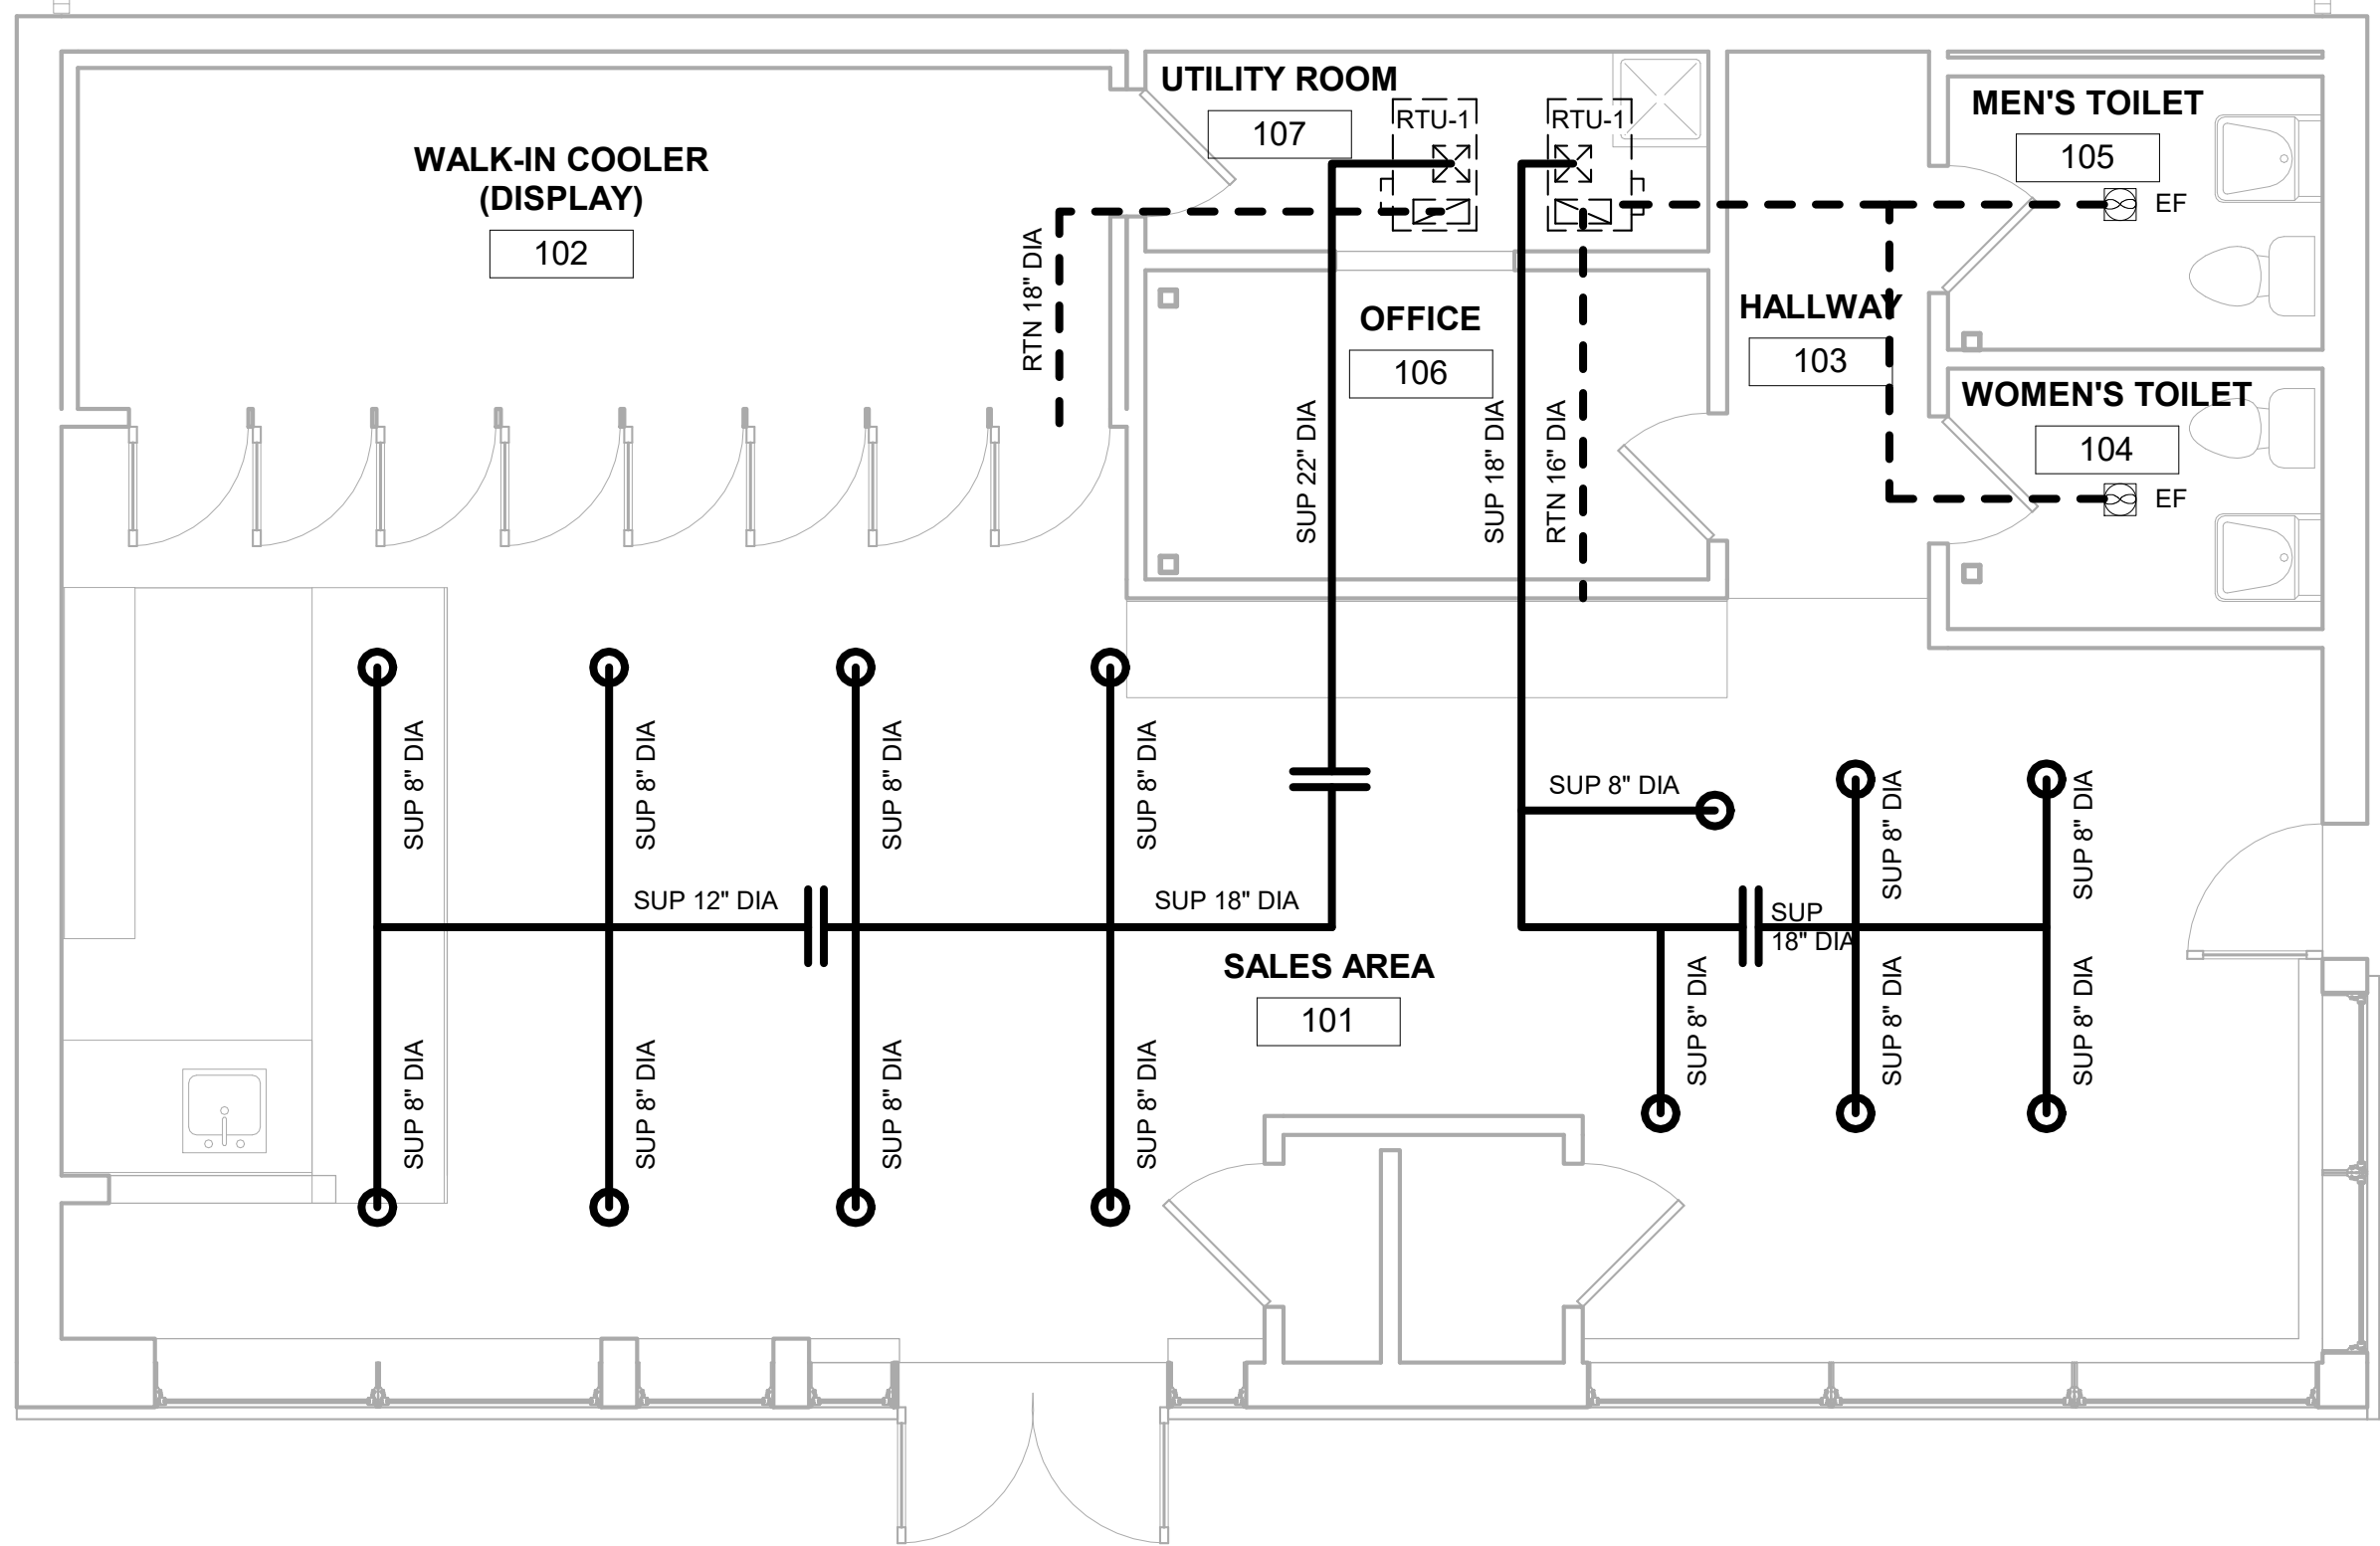 UTILITY ROOM
107
RTU-1
RTU-1
MEN'S TOILET
105
EF
WALK-IN COOLER
(DISPLAY)
102
RTN 18" DIA
OFFICE
106
HALLWAY
103
WOMEN'S TOILET
104
EF
SUP 22" DIA
SUP 18" DIA
RTN 16" DIA
SUP 8" DIA
SUP 8" DIA
SUP 8" DIA
SUP 8" DIA
SUP 8" DIA
SUP 8" DIA
SUP 8" DIA
SUP 12" DIA
SUP 18" DIA
SUP
18" DIA
SALES AREA
101
SUP 8" DIA
SUP 8" DIA
SUP 8" DIA
SUP 8" DIA
SUP 8" DIA
SUP 8" DIA
SUP 8" DIA